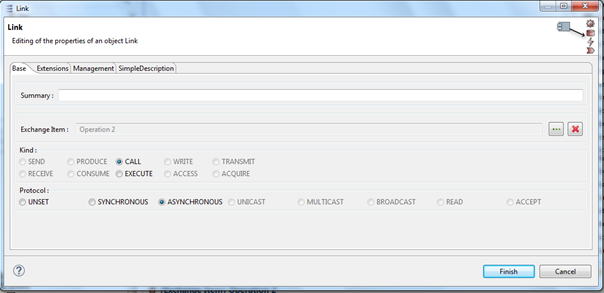 Link
Link
Editing of the properties of an object Link
Base Extensions Management SimpleDescription
Summary :
Exchange Item : Operation 2 ...
Kind :
SEND PRODUCE CALL WRITE TRANSMIT
RECEIVE CONSUME EXECUTE ACCESS ACQUIRE
Protocol :
UNSET SYNCHRONOUS ASYNCHRONOUS UNICAST MULTICAST BROADCAST READ ACCEPT
? Finish Cancel